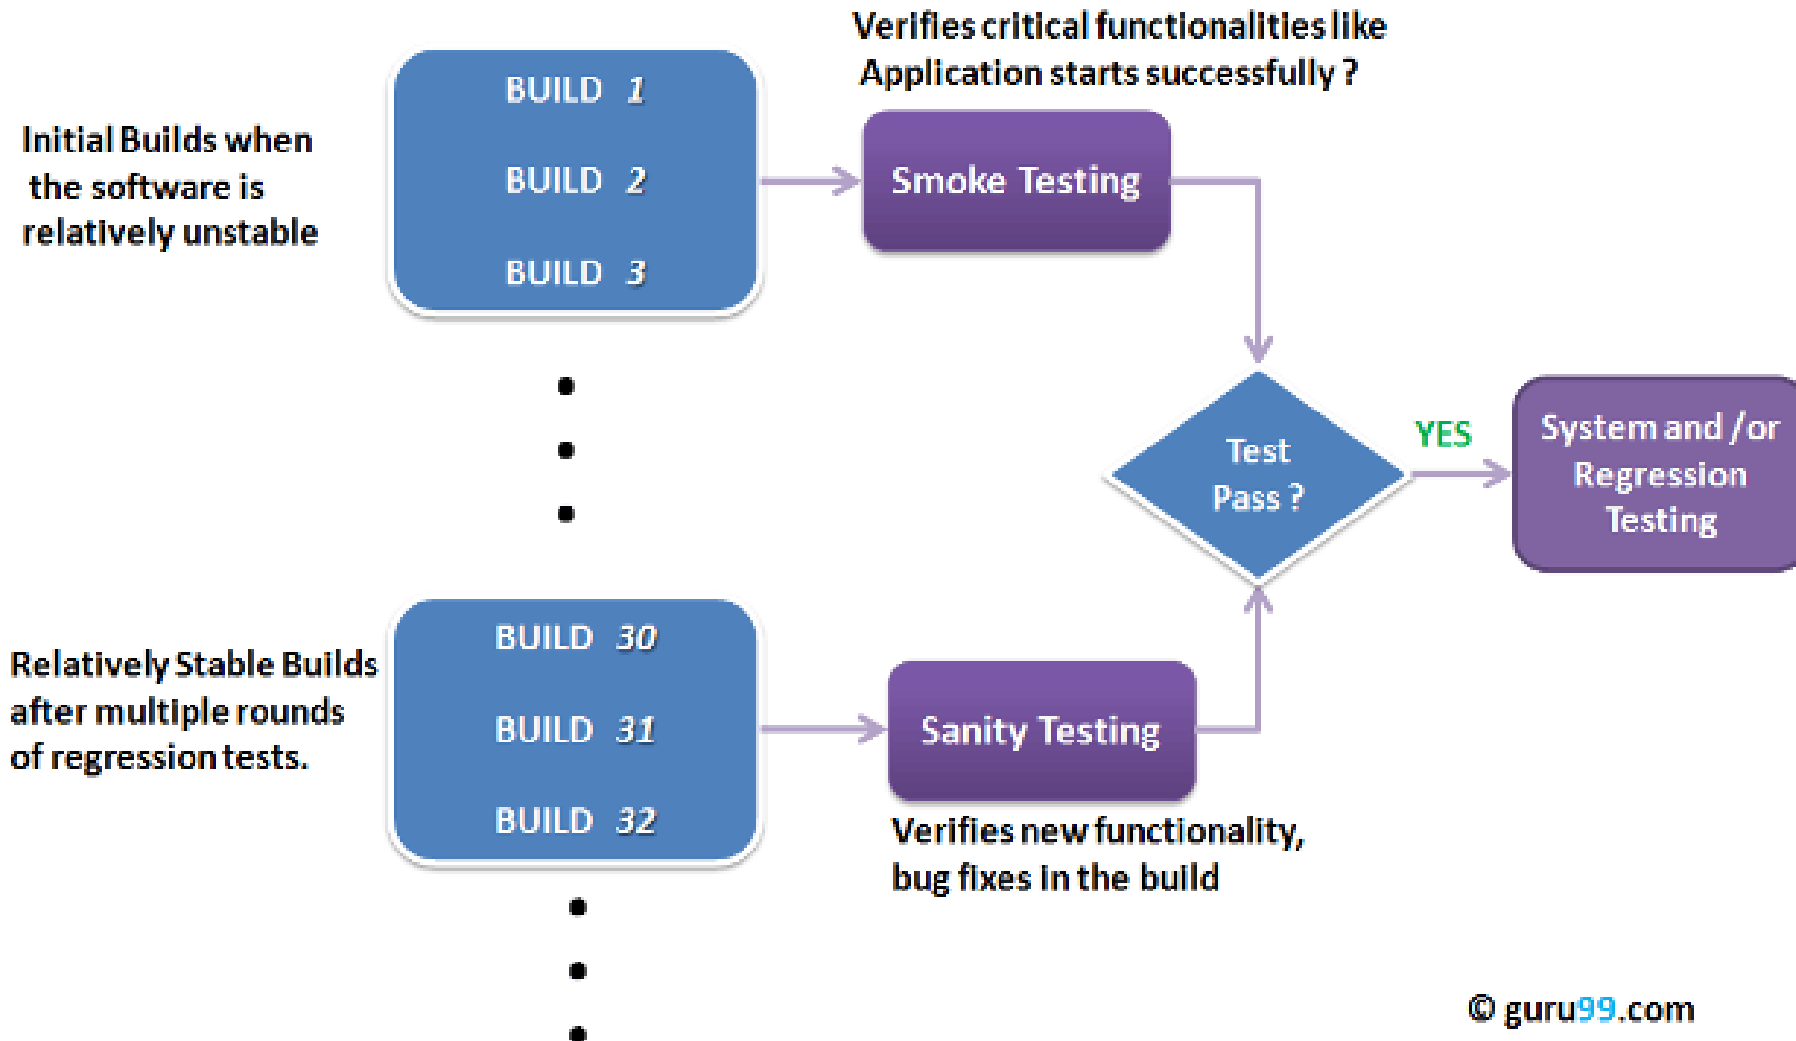 Verifies critical functionalities like
Application starts successfully ?
Initial Builds when
the software is
relatively unstable
BUILD 1
BUILD 2
BUILD 3
Smoke Testing
Test
Pass ?
YES
System and /or
Regression
Testing
Relatively Stable Builds
after multiple rounds
of regression tests.
BUILD 30
BUILD 31
BUILD 32
Sanity Testing
Verifies new functionality,
bug fixes in the build
© guru99.com